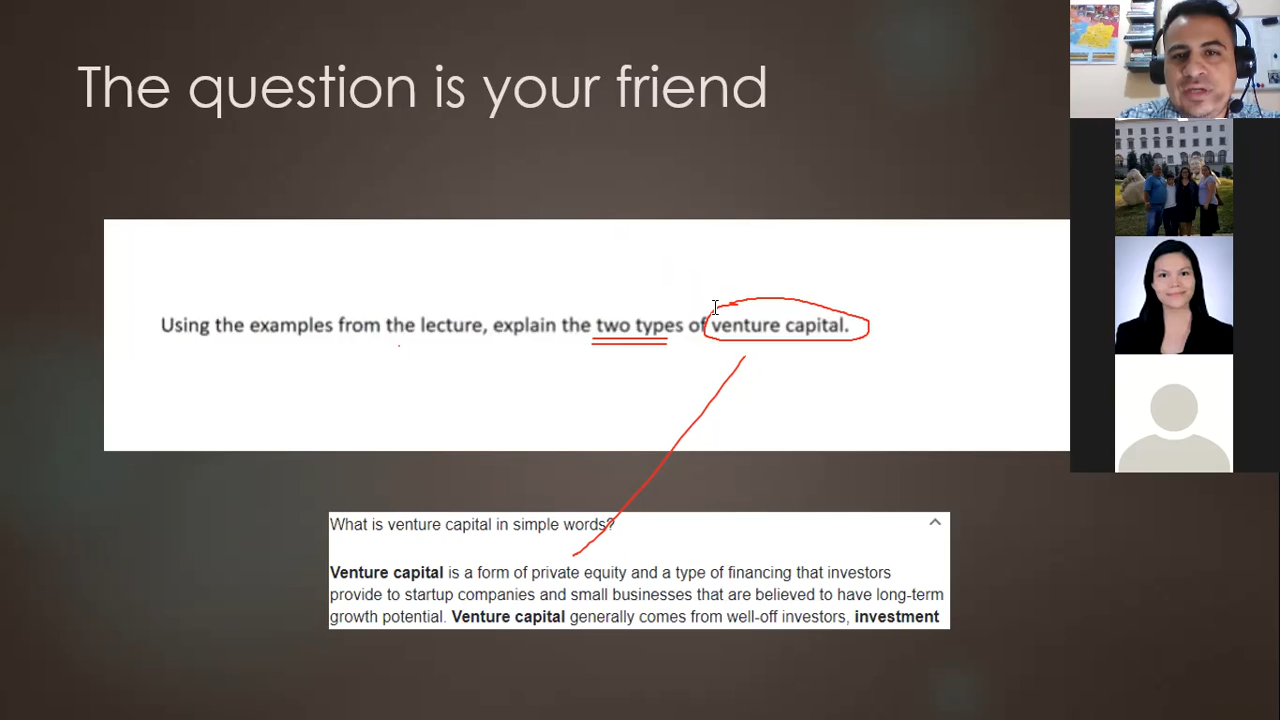 The question is your friend
Using the examples from the lecture, explain the two types of venture capital.
What is venture capital in simple words?
Venture capital is a form of private equity and a type of financing that investors
provide to startup companies and small businesses that are believed to have long-term
growth potential. Venture capital generally comes from well-off investors, investment